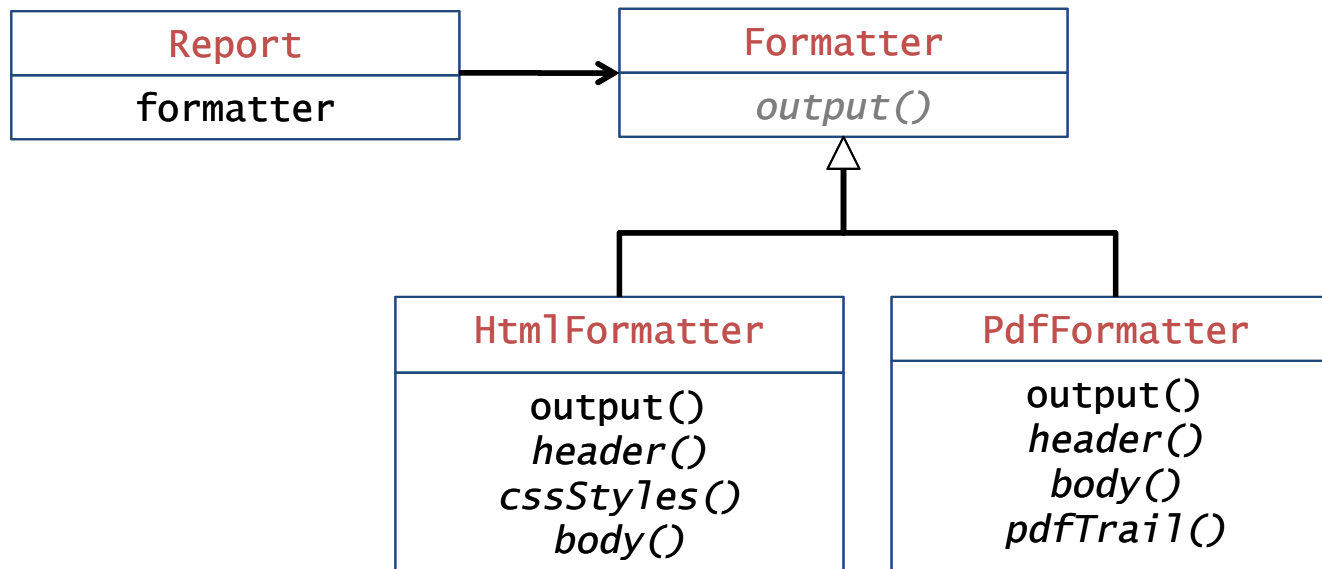 Report
formatter
Formatter
output()
HtmlFormatter
output()
header()
cssStyles()
body()
PdfFormatter
output()
header()
body()
pdfTrail()